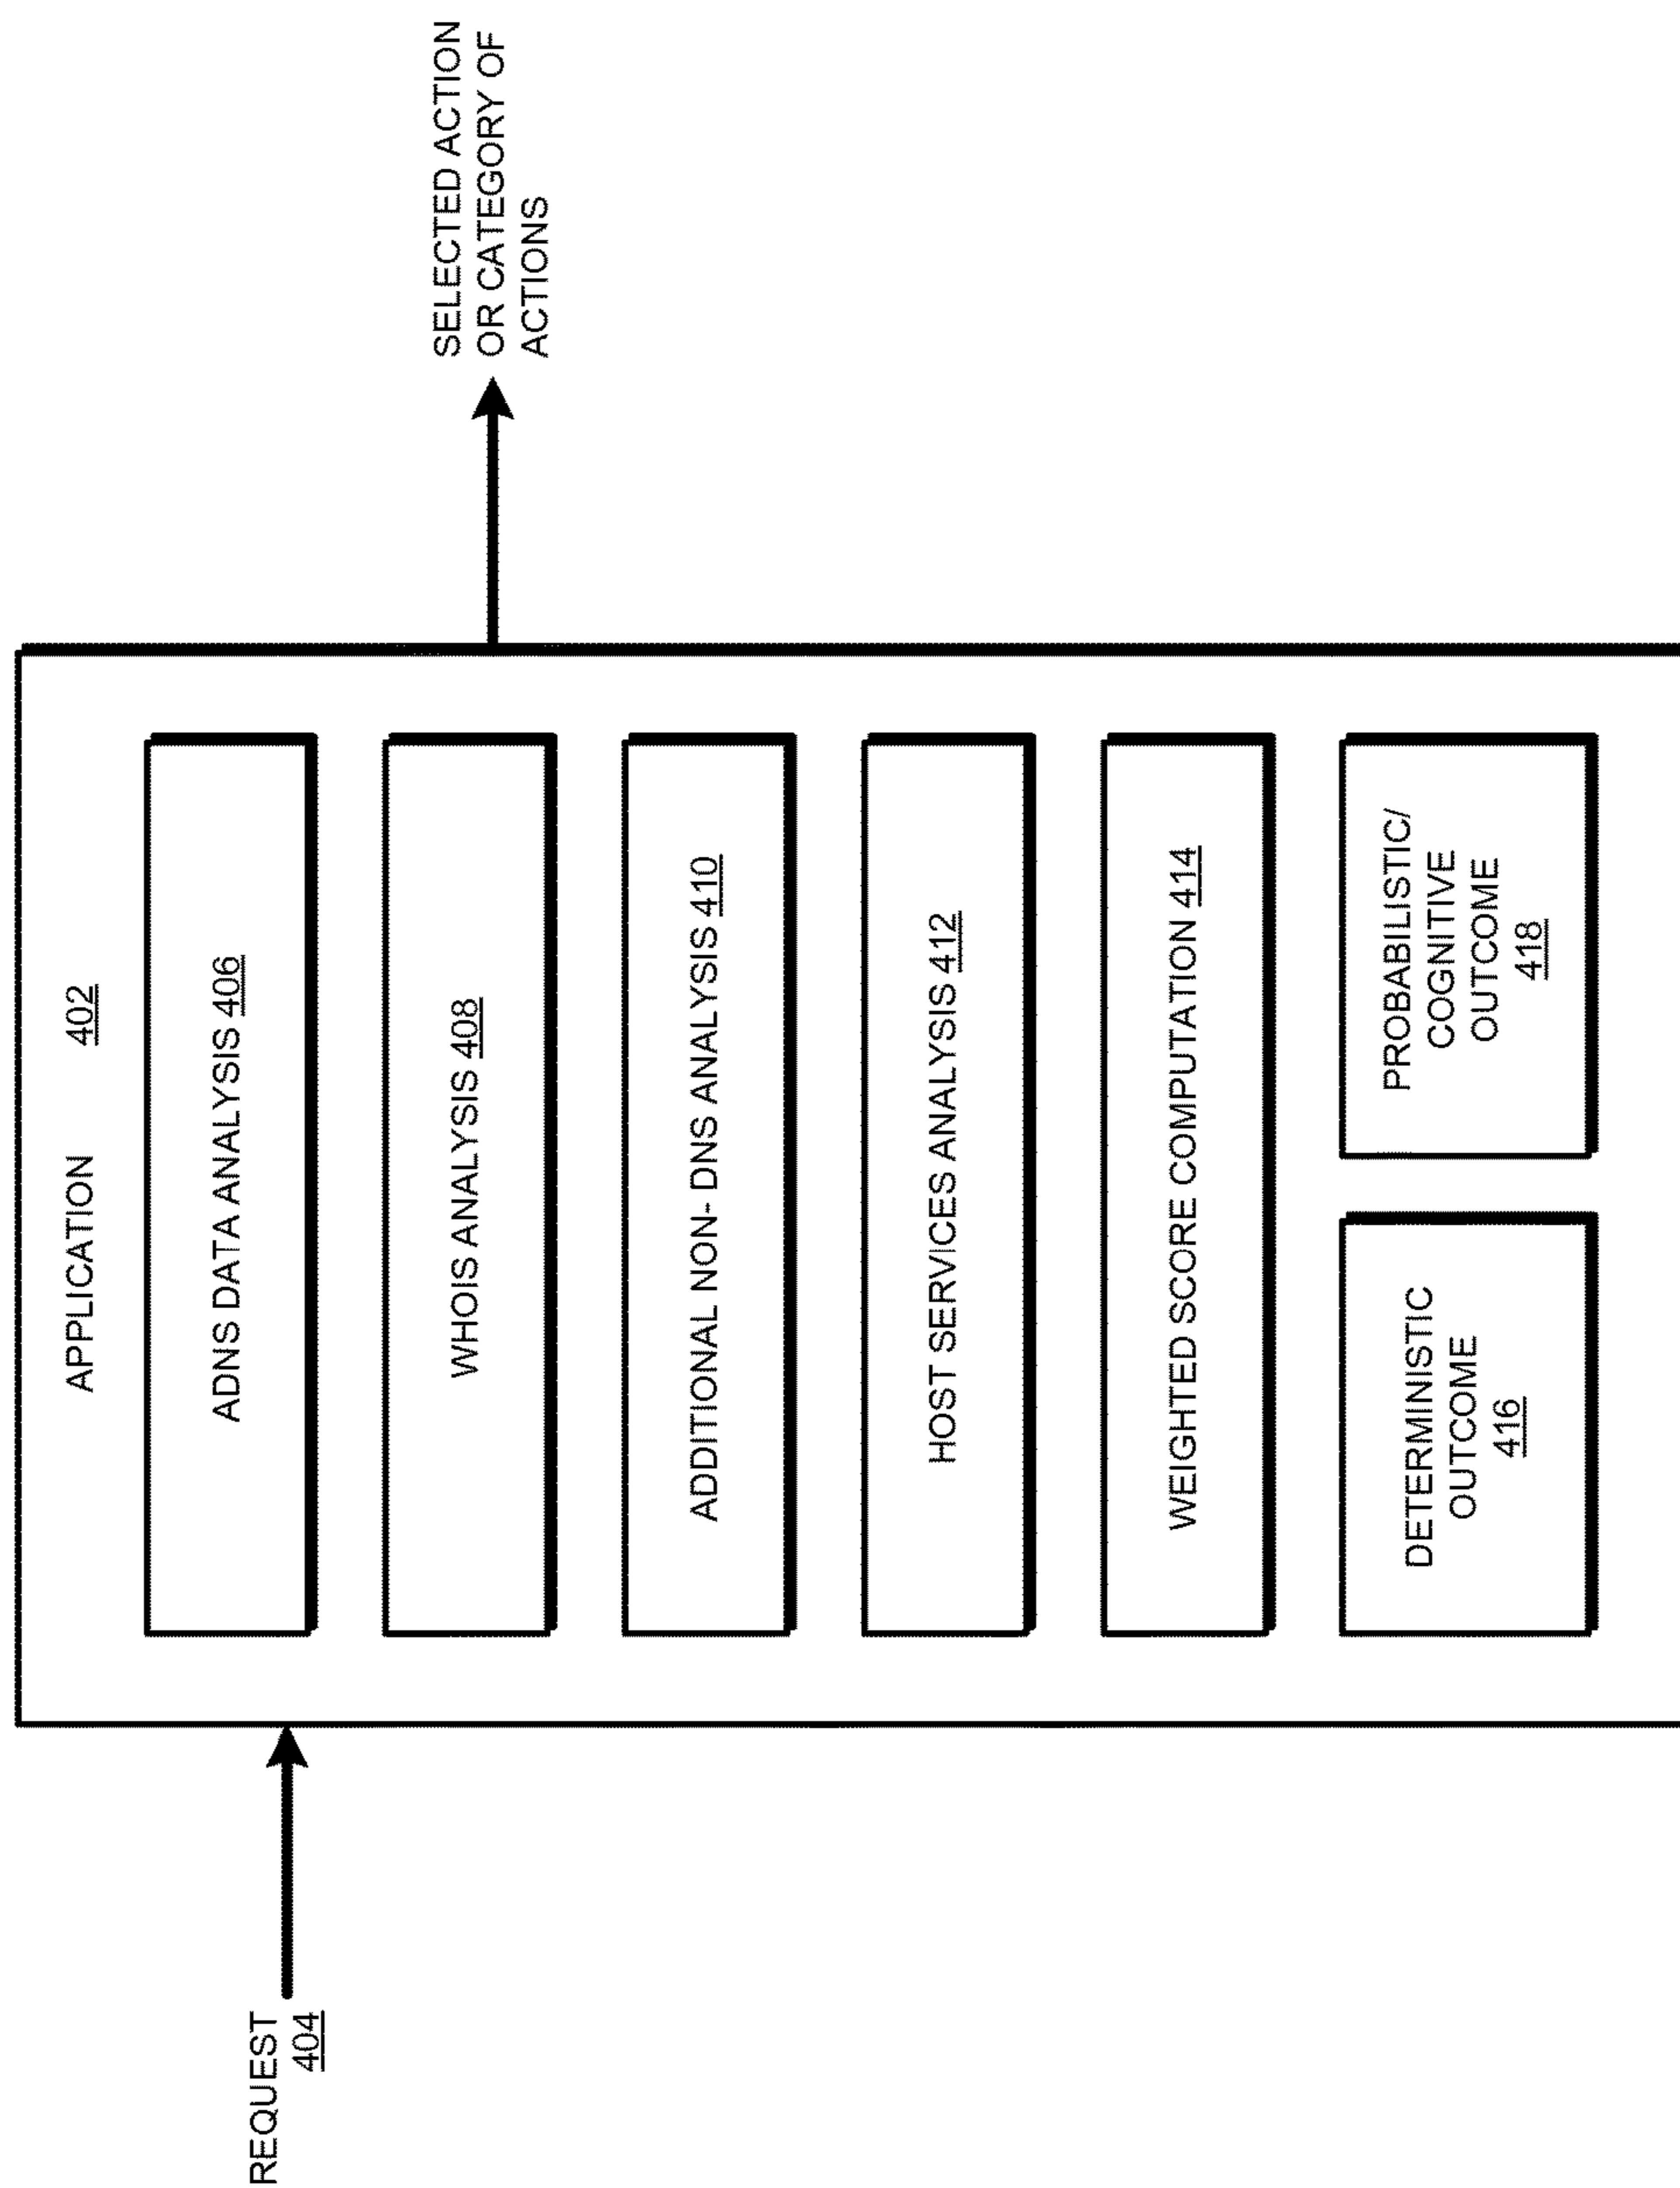 APPLICATION 402
REQUEST
404
ADNS DATA ANALYSIS 406
WHOIS ANALYSIS 408
ADDITIONAL NON- DNS ANALYSIS 410
HOST SERVICES ANALYSIS 412
WEIGHTED SCORE COMPUTATION 414
DETERMINISTIC
OUTCOME
416
PROBABILISTIC/
COGNITIVE
OUTCOME
418
SELECTED ACTION
OR CATEGORY OF
ACTIONS